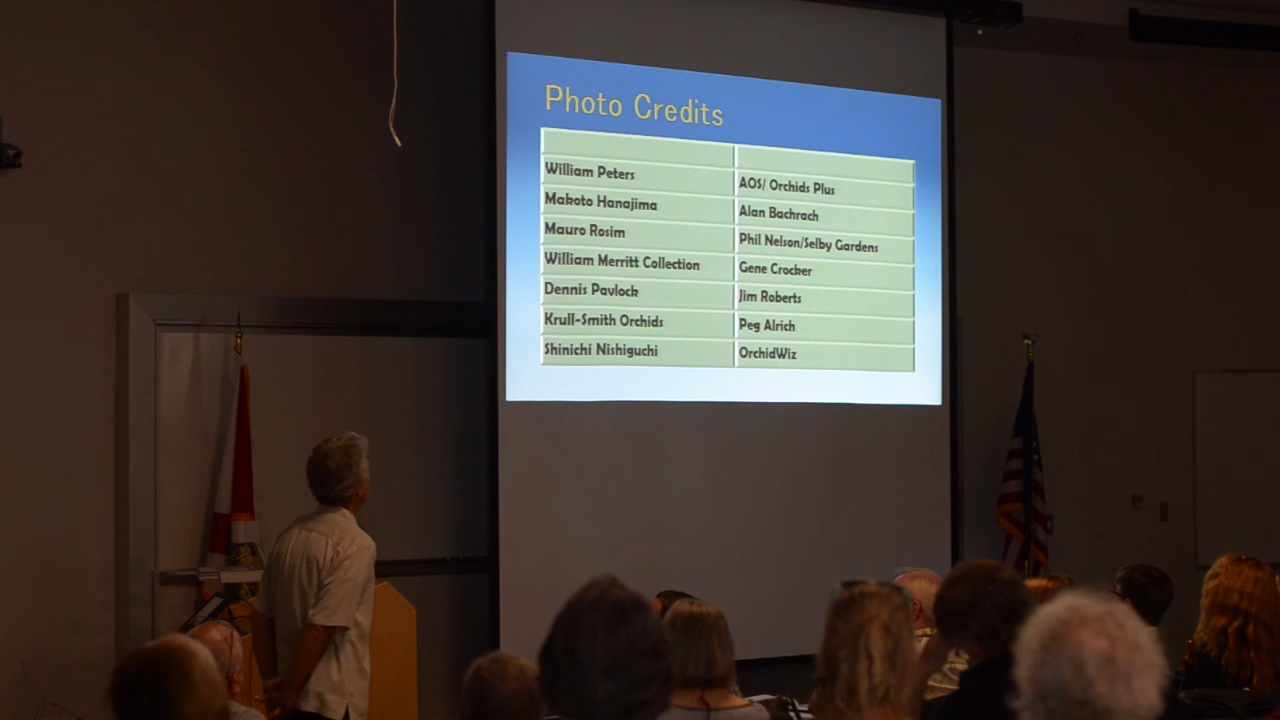 Photo Credits
William Peters
AOS/ Orchids Plus
Makoto Hanajima
Alan Bachrach
Mauro Rosim
Phil Nelson/Selby Gardens
William Merritt Collection
Gene Crocker
Dennis Pavlock
Jim Roberts
Krull-Smith Orchids
Peg Alrich
Shinichi Nishiguchi
OrchidWiz